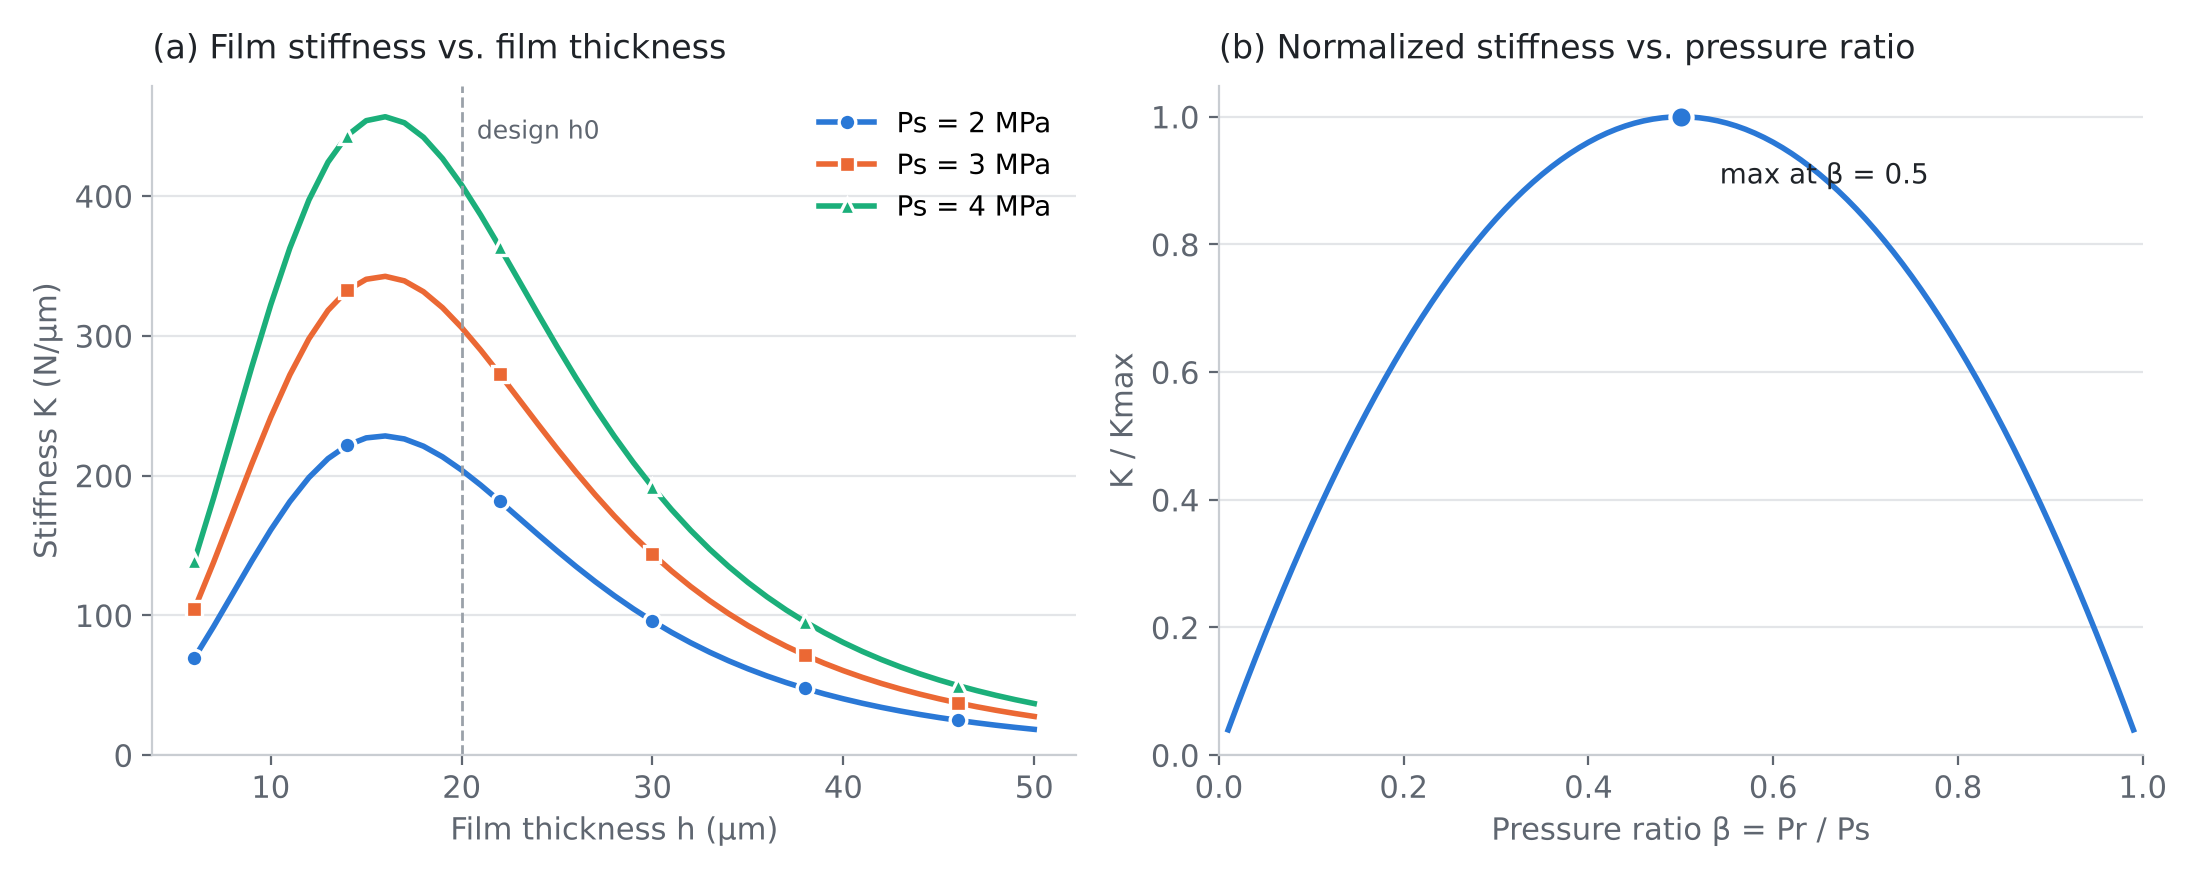 (a) Film stiffness vs. film thickness
design h0
Ps = 2 MPa
Ps = 3 MPa
Ps = 4 MPa
Stiffness K (N/μm)
400
300
200
100
0
10 20 30 40 50
Film thickness h (μm)
(b) Normalized stiffness vs. pressure ratio
max at β = 0.5
K / Kmax
1.0
0.8
0.6
0.4
0.2
0.0
0.0 0.2 0.4 0.6 0.8 1.0
Pressure ratio β = Pr / Ps